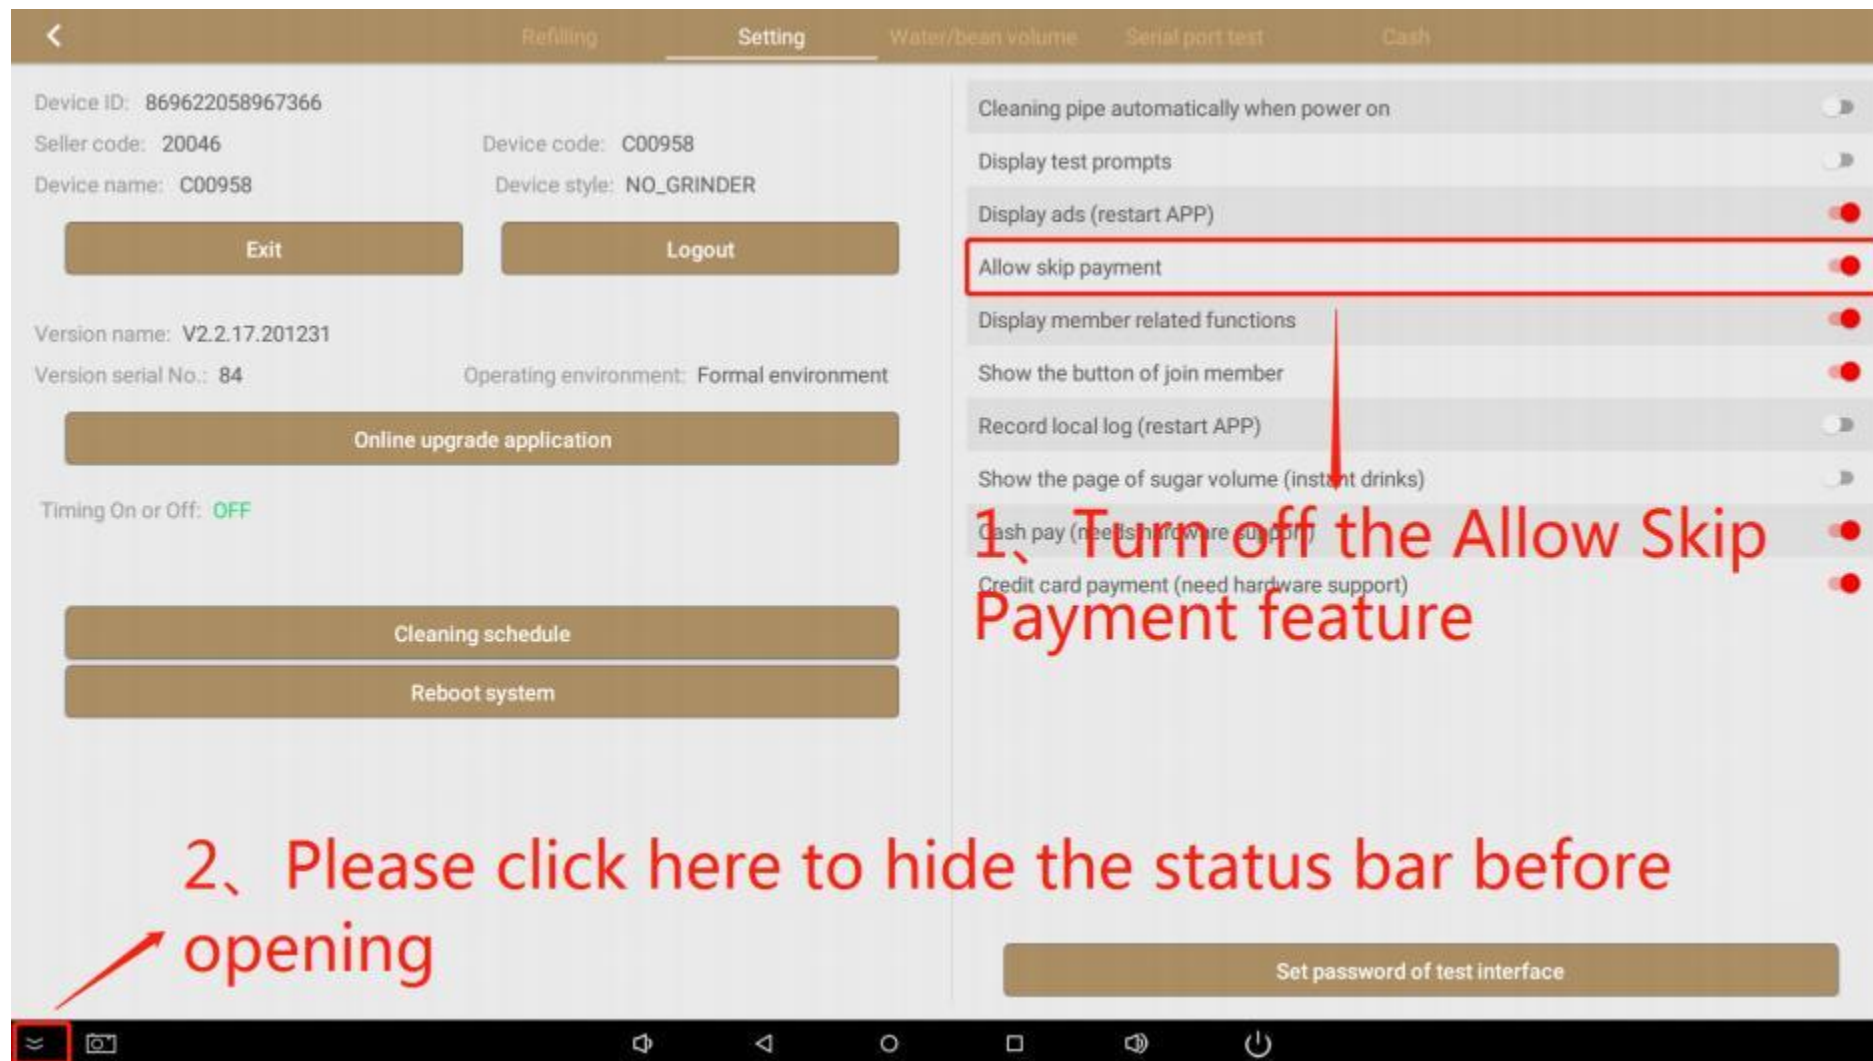 Refilling Setting Water/bean volume Serial port test Cash
Device ID: 869622058967366
Seller code: 20046 Device code: C00958
Device name: C00958 Device style: NO_GRINDER
Exit Logout
Version name: V2.2.17.201231
Version serial No.: 84 Operating environment: Formal environment
Online upgrade application
Timing On or Off: OFF
Cleaning schedule
Reboot system
Cleaning pipe automatically when power on
Display test prompts
Display ads (restart APP)
Allow skip payment
Display member related functions
Show the button of join member
Record local log (restart APP)
Show the page of sugar volume (instant drinks)
Cash pay (needs hardware support)
Credit card payment (need hardware support)
1、Turn off the Allow Skip
Payment feature
2、Please click here to hide the status bar before
opening
Set password of test interface